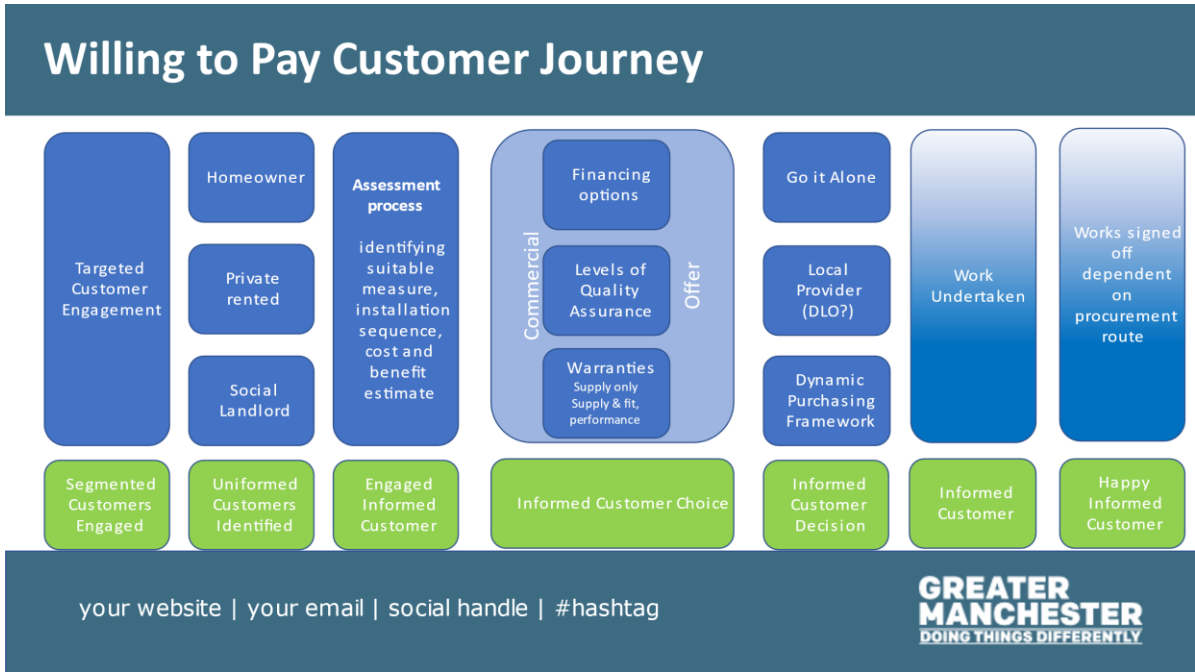 Willing to Pay Customer Journey
Targeted
Customer
Engagement
Homeowner
Private
rented
Social
Landlord
Assessment
process
identifying
suitable
measure,
installation
sequence,
cost and
benefit
estimate
Commercial
Financing
options
Levels of
Quality
Assurance
Warranties
Supply only
Supply & fit,
performance
Offer
Go it Alone
Local
Provider
(DLO?)
Dynamic
Purchasing
Framework
Work
Undertaken
Works signed
off
dependent
on
procurement
route
Segmented
Customers
Engaged
Uniformed
Customers
Identified
Engaged
Informed
Customer
Informed Customer Choice
Informed
Customer
Decision
Informed
Customer
Happy
Informed
Customer
your website | your email | social handle | #hashtag
GREATER
MANCHESTER
DOING THINGS DIFFERENTLY